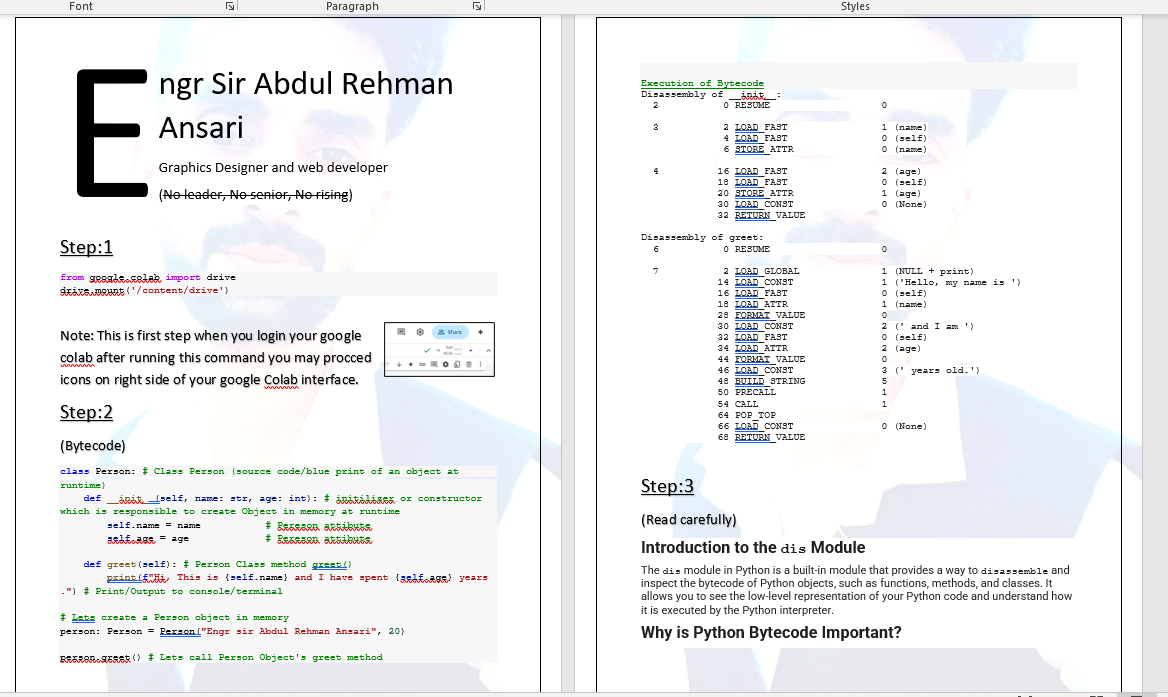 Font
Paragraph
Styles
Engr Sir Abdul Rehman
Ansari
Graphics Designer and web developer
(No leader, No senior, No rising)
Step:1
from google.colab import drive
drive.mount('/content/drive')
Note: This is first step when you login your google
colab after running this command you may procced
icons on right side of your google Colab interface.
Share
Step:2
(Bytecode)
class Person: # Class Person (source code/blue print of an object at
runtime)
def __init__(self, name: str, age: int): # initilizer or constructor
which is responsible to create Object in memory at runtime
self.name = name # Pereson attibute
self.age = age # Pereson attibute
def greet(self): # Person Class method greet()
print(f"Hi, This is {self.name} and I have spent {self.age} years
.") # Print/Output to console/terminal
# Lets create a Person object in memory
person: Person = Person("Engr sir Abdul Rehman Ansari", 20)
person.greet() # Lets call Person Object's greet method
Execution of Bytecode
Disassembly of __init__:
2 0 RESUME 0
3 2 LOAD_FAST 1 (name)
4 LOAD_FAST 0 (self)
6 STORE_ATTR 0 (name)
4 16 LOAD_FAST 2 (age)
18 LOAD_FAST 0 (self)
20 STORE_ATTR 1 (age)
30 LOAD_CONST 0 (None)
32 RETURN_VALUE
Disassembly of greet:
6 0 RESUME 0
7 2 LOAD_GLOBAL 1 (NULL + print)
14 LOAD_CONST 1 ('Hello, my name is ')
16 LOAD_FAST 0 (self)
18 LOAD_ATTR 1 (name)
28 FORMAT_VALUE 0
30 LOAD_CONST 2 (' and I am ')
32 LOAD_FAST 0 (self)
34 LOAD_ATTR 2 (age)
44 FORMAT_VALUE 0
46 LOAD_CONST 3 (' years old.')
48 BUILD_STRING 5
50 PRECALL 1
54 CALL 1
64 POP_TOP
66 LOAD_CONST 0 (None)
68 RETURN_VALUE
Step:3
(Read carefully)
Introduction to the dis Module
The dis module in Python is a built-in module that provides a way to disassemble and
inspect the bytecode of Python objects, such as functions, methods, and classes. It
allows you to see the low-level representation of your Python code and understand how
it is executed by the Python interpreter.
Why is Python Bytecode Important?